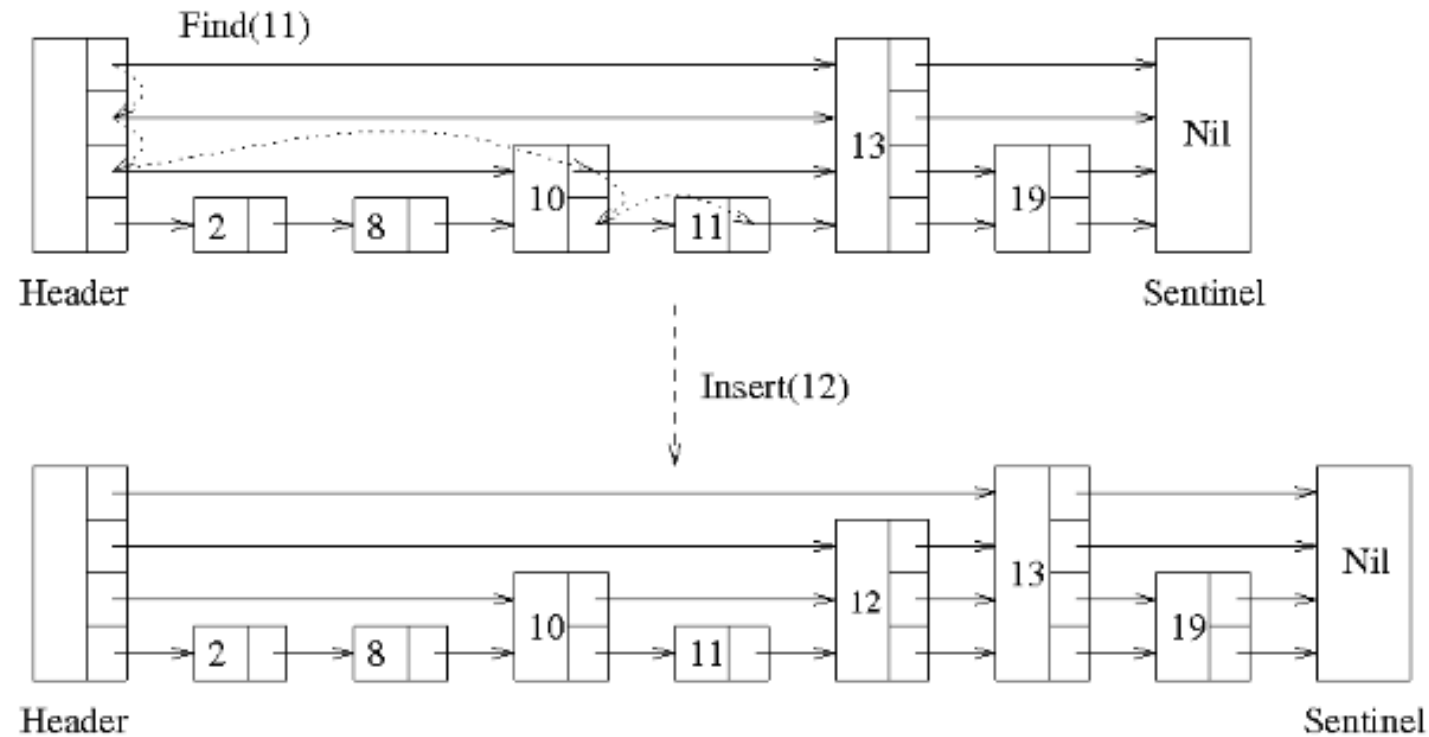 Find(11)
13
Nil
10
19
2
8
11
Header
Sentinel
Insert(12)
Nil
13
12
10
19
2
8
11
Header
Sentinel